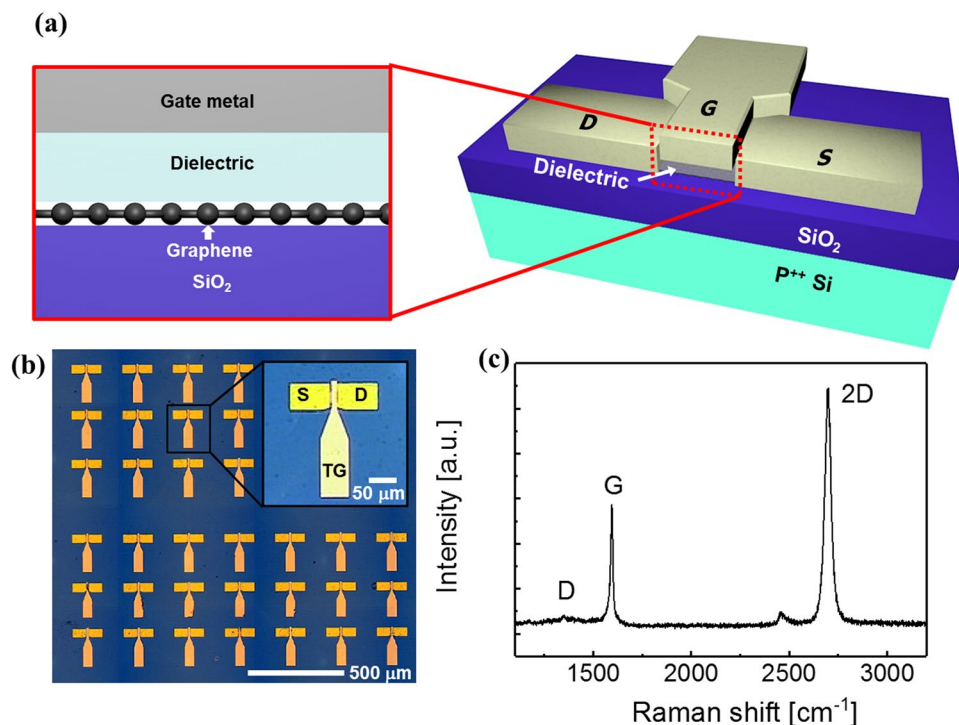 (a)
Gate metal
Dielectric
Graphene
SiO₂
D
G
S
Dielectric
SiO₂
P⁺⁺ Si
(b)
S D
TG
50 μm
500 μm
(c)
Intensity [a.u.]
D
G
2D
1500 2000 2500 3000
Raman shift [cm⁻¹]